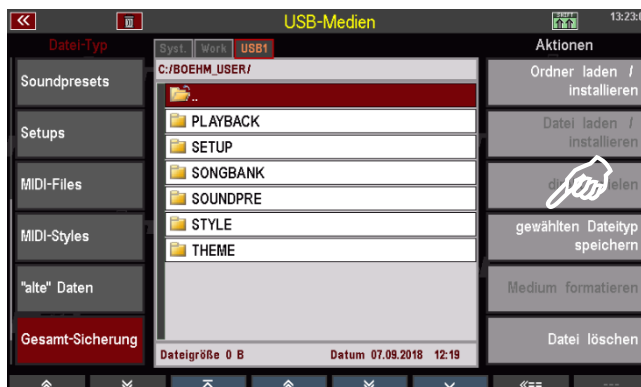 USB-Medien
13:23:0
Datei-Typ
Syst. Work USB1
Aktionen
C:/BOEHM_USER/
Soundpresets
Setups
MIDI-Files
MIDI-Styles
"alte" Daten
Gesamt-Sicherung
..
PLAYBACK
SETUP
SONGBANK
SOUNDPRE
STYLE
THEME
Dateigröße 0 B
Datum 07.09.2018 12:19
Ordner laden /
installieren
Datei laden /
installieren
gewählten Dateityp
speichern
Medium formatieren
Datei löschen